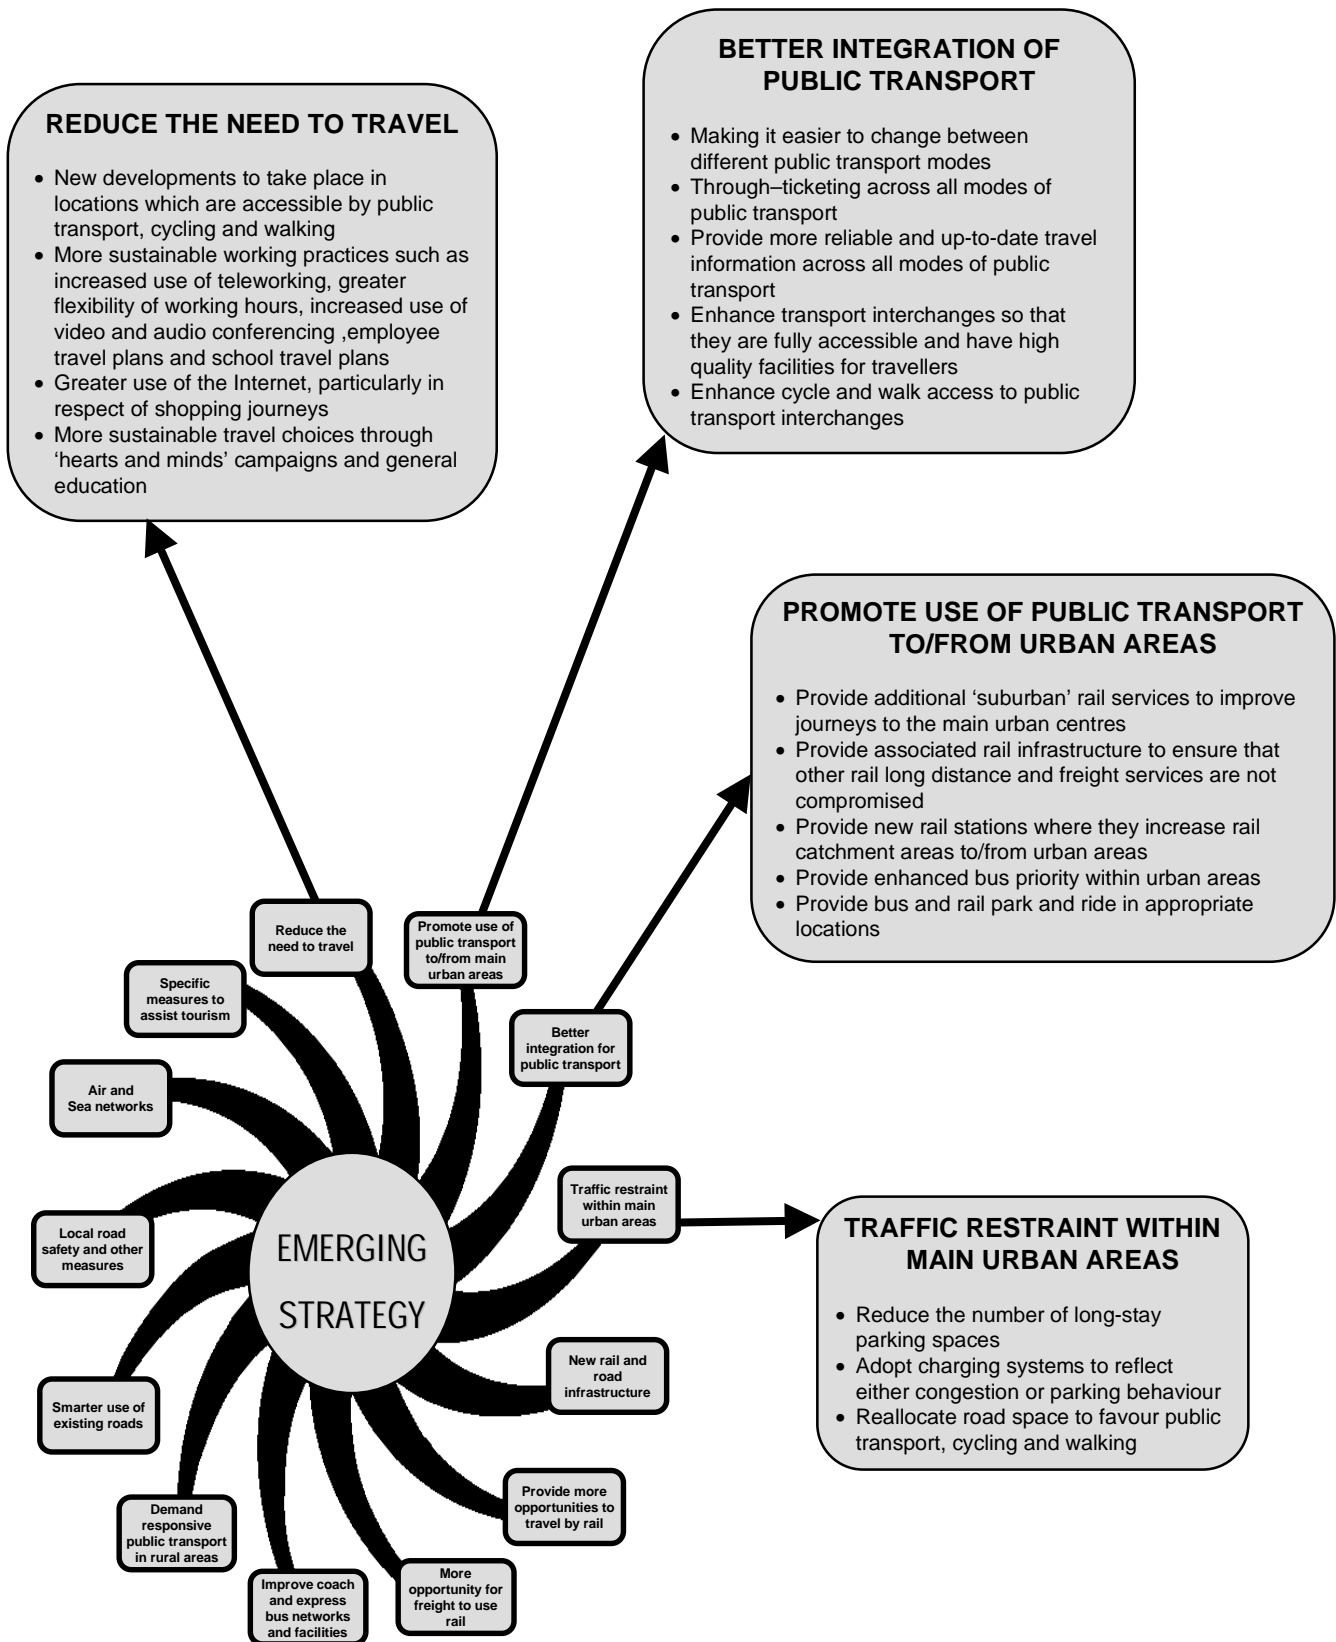 BETTER INTEGRATION OF
PUBLIC TRANSPORT
• Making it easier to change between
different public transport modes
• Through–ticketing across all modes of
public transport
• Provide more reliable and up-to-date travel
information across all modes of public
transport
• Enhance transport interchanges so that
they are fully accessible and have high
quality facilities for travellers
• Enhance cycle and walk access to public
transport interchanges
REDUCE THE NEED TO TRAVEL
• New developments to take place in
locations which are accessible by public
transport, cycling and walking
• More sustainable working practices such as
increased use of teleworking, greater
flexibility of working hours, increased use of
video and audio conferencing ,employee
travel plans and school travel plans
• Greater use of the Internet, particularly in
respect of shopping journeys
• More sustainable travel choices through
‘hearts and minds’ campaigns and general
education
PROMOTE USE OF PUBLIC TRANSPORT
TO/FROM URBAN AREAS
• Provide additional ‘suburban’ rail services to improve
journeys to the main urban centres
• Provide associated rail infrastructure to ensure that
other rail long distance and freight services are not
compromised
• Provide new rail stations where they increase rail
catchment areas to/from urban areas
• Provide enhanced bus priority within urban areas
• Provide bus and rail park and ride in appropriate
locations
Reduce the
need to travel
Promote use of
public transport
to/from main
urban areas
Specific
measures to
assist tourism
Better
integration for
public transport
Air and
Sea networks
Traffic restraint
within main
urban areas
TRAFFIC RESTRAINT WITHIN
MAIN URBAN AREAS
• Reduce the number of long-stay
parking spaces
• Adopt charging systems to reflect
either congestion or parking behaviour
• Reallocate road space to favour public
transport, cycling and walking
Local road
safety and other
measures
EMERGING
STRATEGY
New rail and
road
infrastructure
Smarter use of
existing roads
Provide more
opportunities to
travel by rail
Demand
responsive
public transport
in rural areas
More
opportunity for
freight to use
rail
Improve coach
and express
bus networks
and facilities